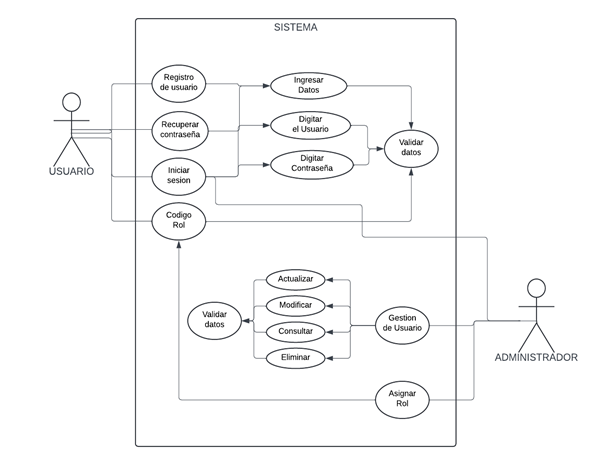 SISTEMA
Registro
de usuario
Ingresar
Datos
Recuperar
contraseña
Digitar
el Usuario
Validar
datos
USUARIO
Iniciar
sesion
Digitar
Contraseña
Codigo
Rol
Actualizar
Modificar
Validar
datos
Consultar
Gestion
de Usuario
Eliminar
ADMINISTRADOR
Asignar
Rol